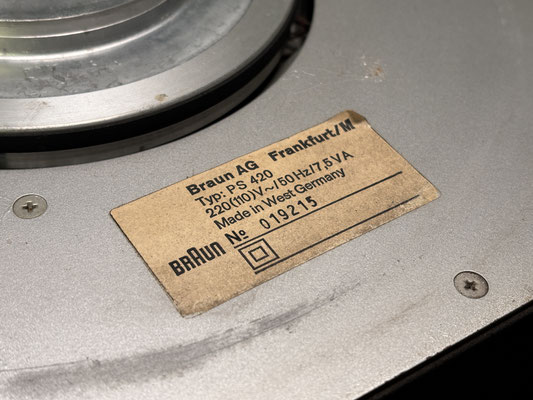 Braun AG Frankfurt/M
Typ: PS 420
220(110)V~/50Hz/7,5VA
Made in West Germany
BRAUN № 019215